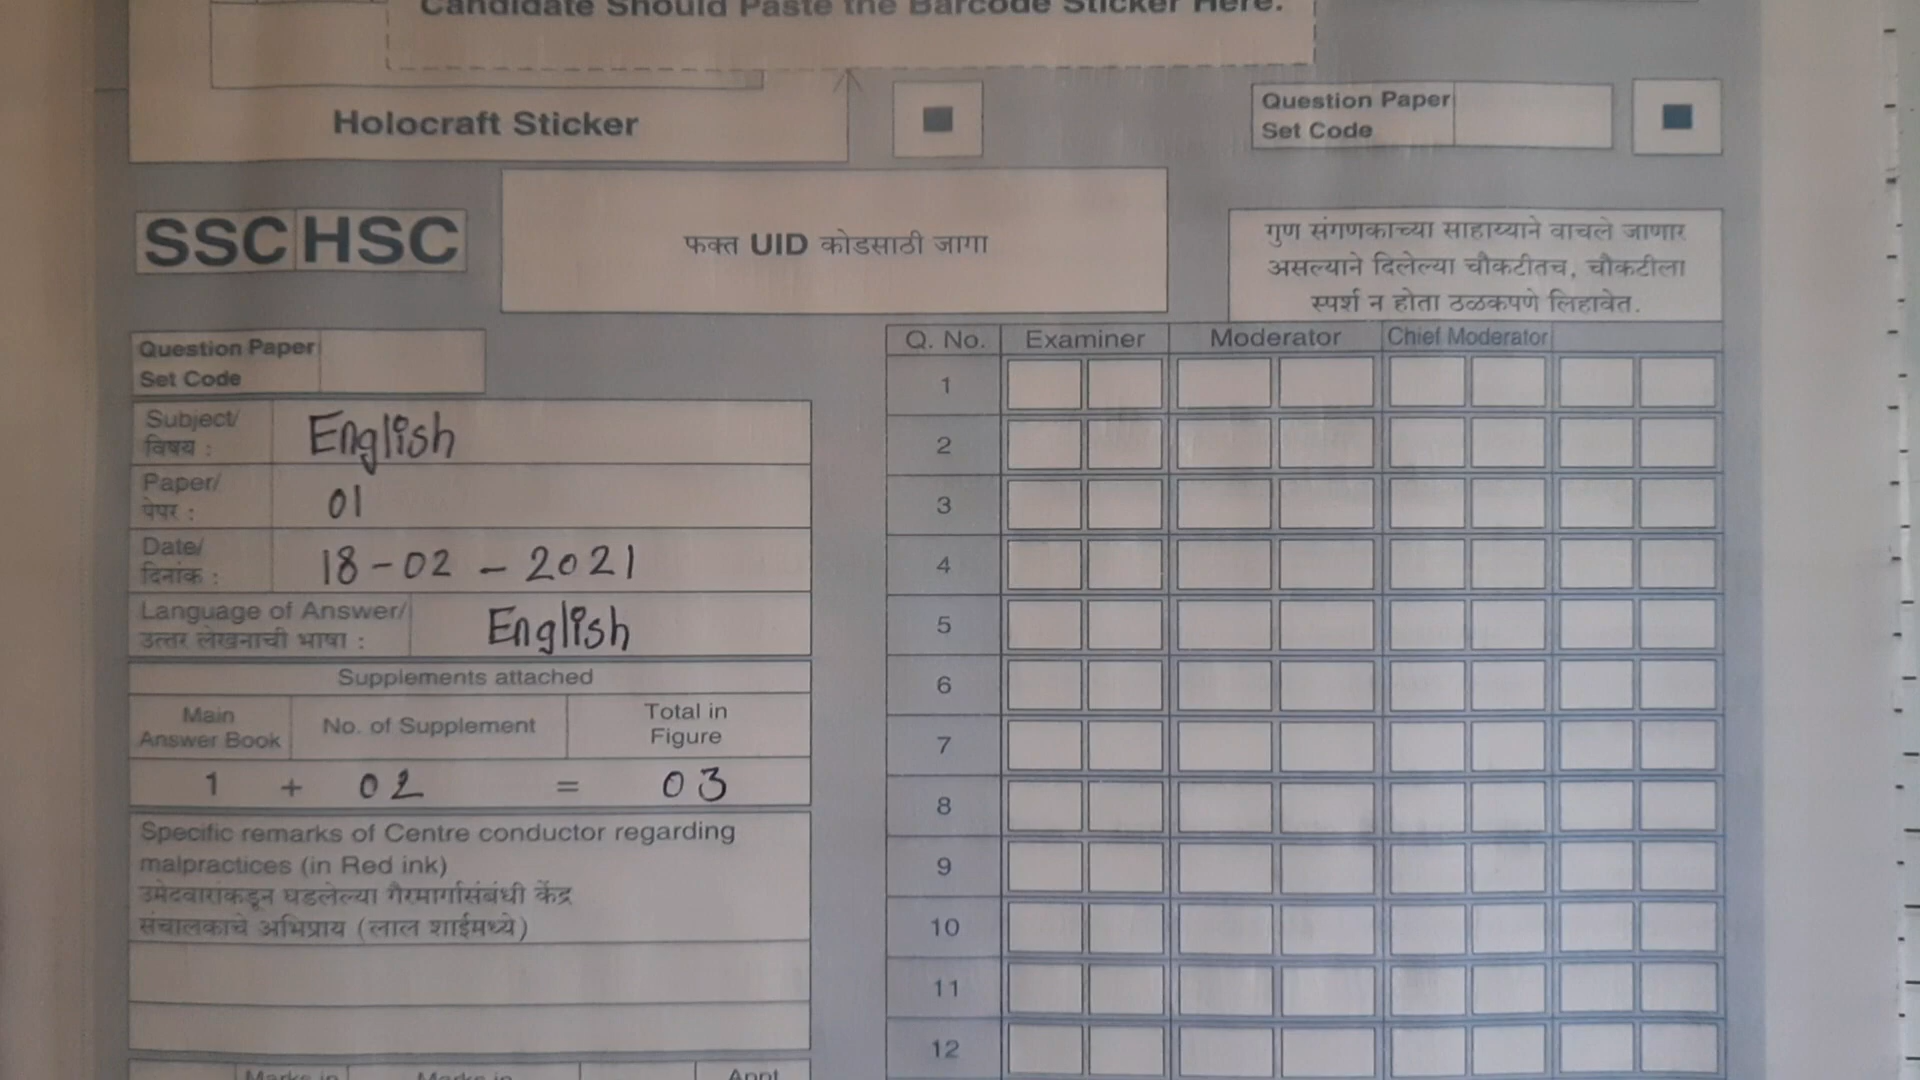 Candidate Should Paste the Barcode Sticker Here.
Holocraft Sticker
Question Paper
Set Code
SSC HSC
फक्त UID कोडसाठी जागा
गुण संगणकाच्या साहाय्याने वाचले जाणार
असल्याने दिलेल्या चौकटीतच, चौकटीला
स्पर्श न होता ठळकपणे लिहावेत.
Question Paper
Set Code
Subject/
विषय :
English
Paper/
पेपर :
01
Date/
दिनांक :
18-02-2021
Language of Answer/
उत्तर लेखनाची भाषा :
English
Supplements attached
Main
Answer Book
No. of Supplement
Total in
Figure
1 + 02 = 03
Specific remarks of Centre conductor regarding
malpractices (in Red ink)
उमेदवारांकडून घडलेल्या गैरमार्गासंबंधी केंद्र
संचालकाचे अभिप्राय (लाल शाईमध्ये)
Marks in Marks in Appt
Q. No. Examiner Moderator Chief Moderator
1
2
3
4
5
6
7
8
9
10
11
12